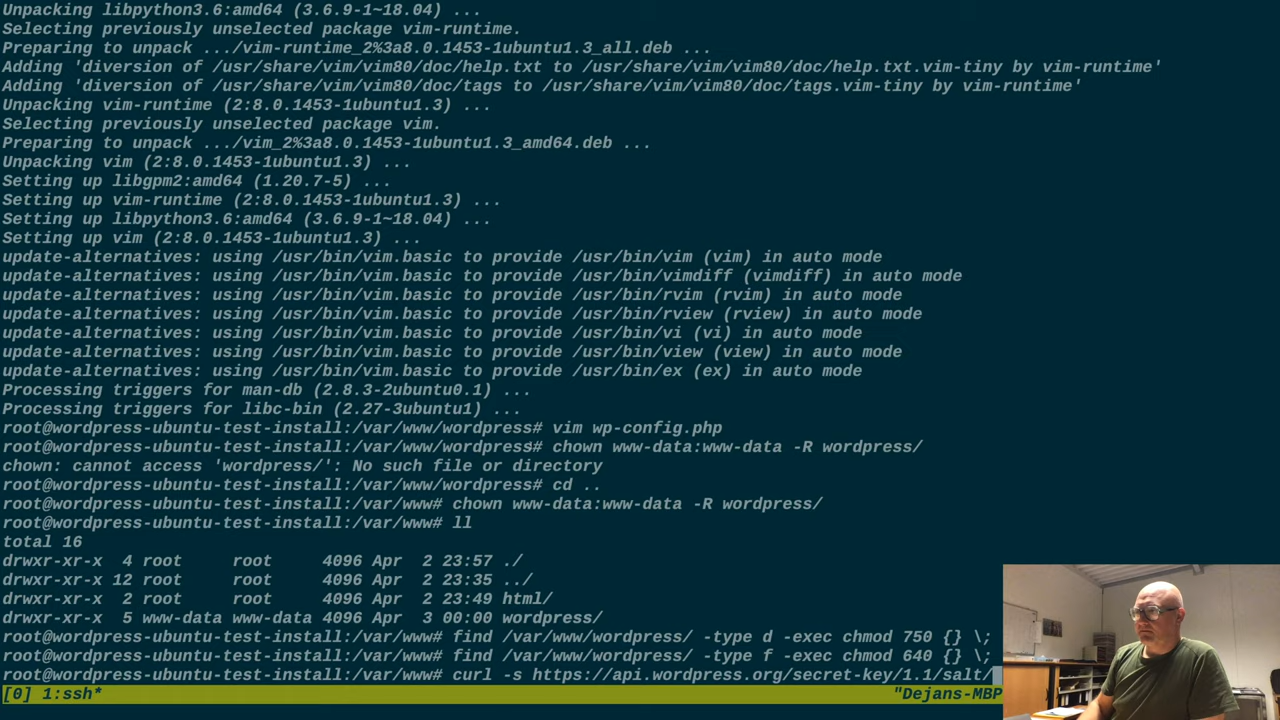 Unpacking libpython3.6:amd64 (3.6.9-1~18.04) ...
Selecting previously unselected package vim-runtime.
Preparing to unpack .../vim-runtime_2%3a8.0.1453-1ubuntu1.3_all.deb ...
Adding 'diversion of /usr/share/vim/vim80/doc/help.txt to /usr/share/vim/vim80/doc/help.txt.vim-tiny by vim-runtime'
Adding 'diversion of /usr/share/vim/vim80/doc/tags to /usr/share/vim/vim80/doc/tags.vim-tiny by vim-runtime'
Unpacking vim-runtime (2:8.0.1453-1ubuntu1.3) ...
Selecting previously unselected package vim.
Preparing to unpack .../vim_2%3a8.0.1453-1ubuntu1.3_amd64.deb ...
Unpacking vim (2:8.0.1453-1ubuntu1.3) ...
Setting up libgpm2:amd64 (1.20.7-5) ...
Setting up vim-runtime (2:8.0.1453-1ubuntu1.3) ...
Setting up libpython3.6:amd64 (3.6.9-1~18.04) ...
Setting up vim (2:8.0.1453-1ubuntu1.3) ...
update-alternatives: using /usr/bin/vim.basic to provide /usr/bin/vim (vim) in auto mode
update-alternatives: using /usr/bin/vim.basic to provide /usr/bin/vimdiff (vimdiff) in auto mode
update-alternatives: using /usr/bin/vim.basic to provide /usr/bin/rvim (rvim) in auto mode
update-alternatives: using /usr/bin/vim.basic to provide /usr/bin/rview (rview) in auto mode
update-alternatives: using /usr/bin/vim.basic to provide /usr/bin/vi (vi) in auto mode
update-alternatives: using /usr/bin/vim.basic to provide /usr/bin/view (view) in auto mode
update-alternatives: using /usr/bin/vim.basic to provide /usr/bin/ex (ex) in auto mode
Processing triggers for man-db (2.8.3-2ubuntu0.1) ...
Processing triggers for libc-bin (2.27-3ubuntu1) ...
root@wordpress-ubuntu-test-install:/var/www/wordpress# vim wp-config.php
root@wordpress-ubuntu-test-install:/var/www/wordpress# chown www-data:www-data -R wordpress/
chown: cannot access 'wordpress/': No such file or directory
root@wordpress-ubuntu-test-install:/var/www/wordpress# cd ..
root@wordpress-ubuntu-test-install:/var/www# chown www-data:www-data -R wordpress/
root@wordpress-ubuntu-test-install:/var/www# ll
total 16
drwxr-xr-x  4 root     root     4096 Apr  2 23:57 ./
drwxr-xr-x 12 root     root     4096 Apr  2 23:35 ../
drwxr-xr-x  2 root     root     4096 Apr  2 23:49 html/
drwxr-xr-x  5 www-data www-data 4096 Apr  3 00:00 wordpress/
root@wordpress-ubuntu-test-install:/var/www# find /var/www/wordpress/ -type d -exec chmod 750 {} \;
root@wordpress-ubuntu-test-install:/var/www# find /var/www/wordpress/ -type f -exec chmod 640 {} \;
root@wordpress-ubuntu-test-install:/var/www# curl -s https://api.wordpress.org/secret-key/1.1/salt/
[0] 1:ssh* "Dejans-MBP